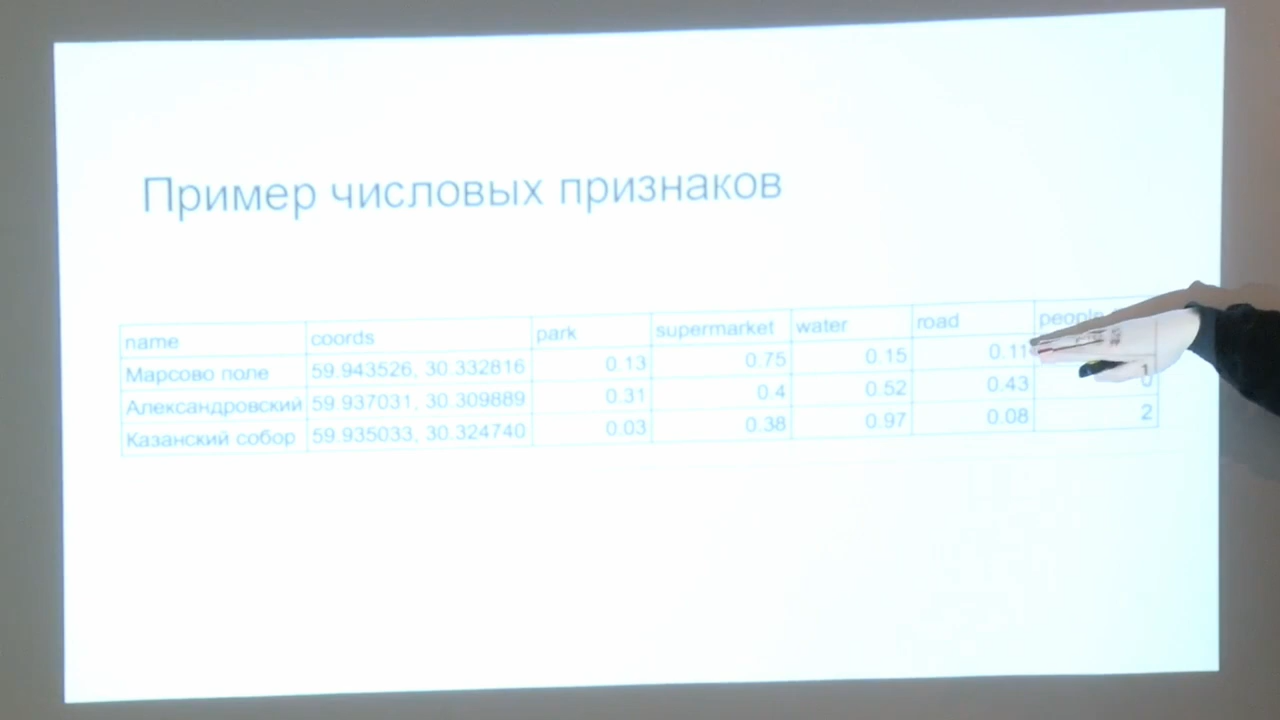 Пример числовых признаков
name coords park supermarket water road people
Марсово поле 59.943526, 30.332816 0.13 0.75 0.15 0.11 1
Александровский 59.937031, 30.309889 0.31 0.4 0.52 0.43 0
Казанский собор 59.935033, 30.324740 0.03 0.38 0.97 0.08 2